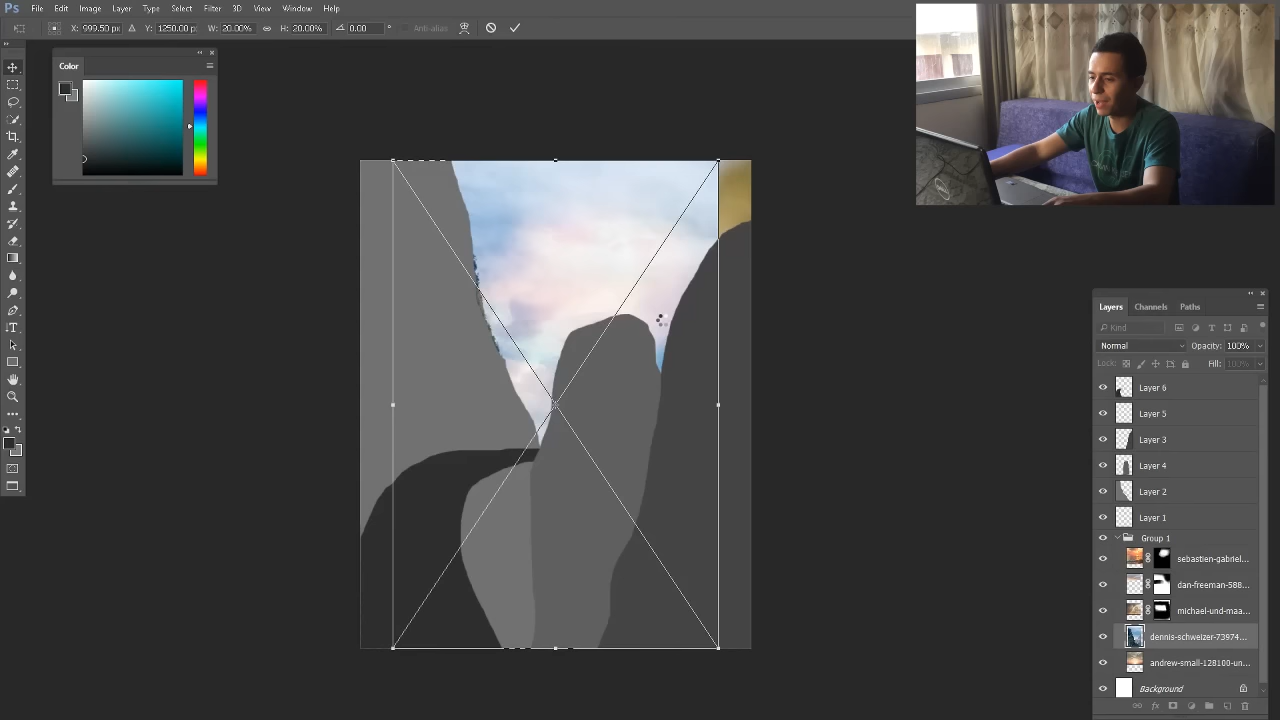 Ps File Edit Image Layer Type Select Filter 3D View Window Help
X: 999.50 px Y: 1250.00 p W: 20.00% H: 20.00% 0.00 ° Anti-alias
Color
Layers Channels Paths
Kind
Normal Opacity: 100%
Lock: Fill: 100%
Layer 6
Layer 5
Layer 3
Layer 4
Layer 2
Layer 1
Group 1
sebastien-gabriel...
dan-freeman-588...
michael-und-maa...
dennis-schweizer-73974...
andrew-small-128100-un...
Background